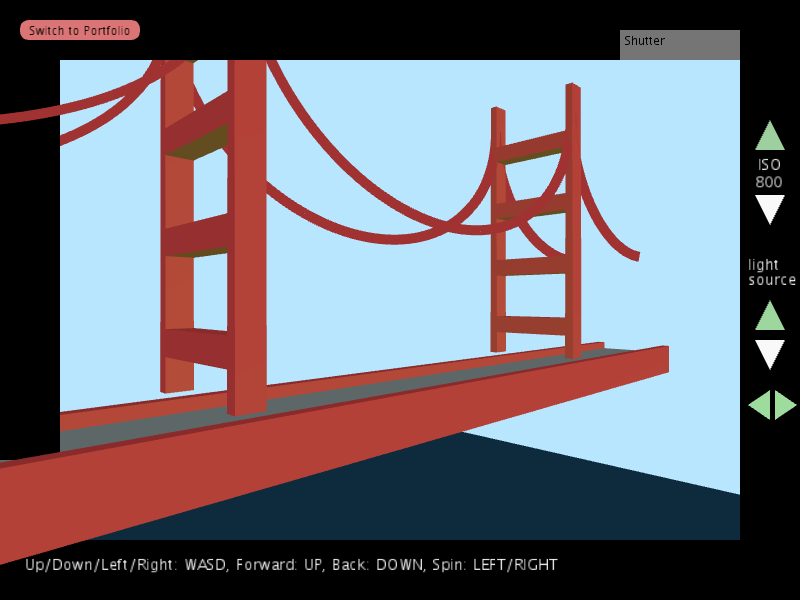 Switch to Portfolio
Shutter
ISO
800
light
source
Up/Down/Left/Right: WASD, Forward: UP, Back: DOWN, Spin: LEFT/RIGHT